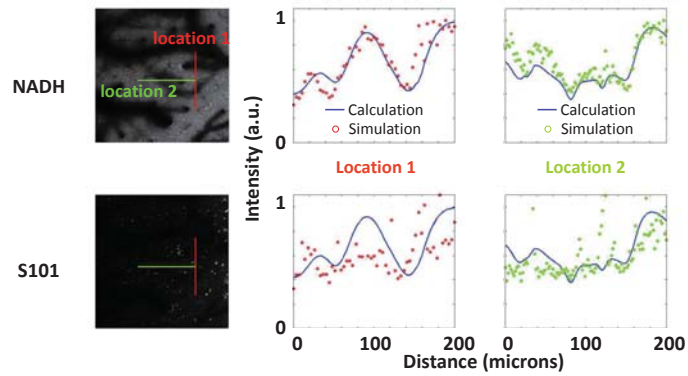 location 1
NADH
location 2
1
0
Intensity (a.u.)
Calculation
Simulation
Calculation
Simulation
Location 1
Location 2
S101
1
0
0
100
200
0
100
200
Distance (microns)